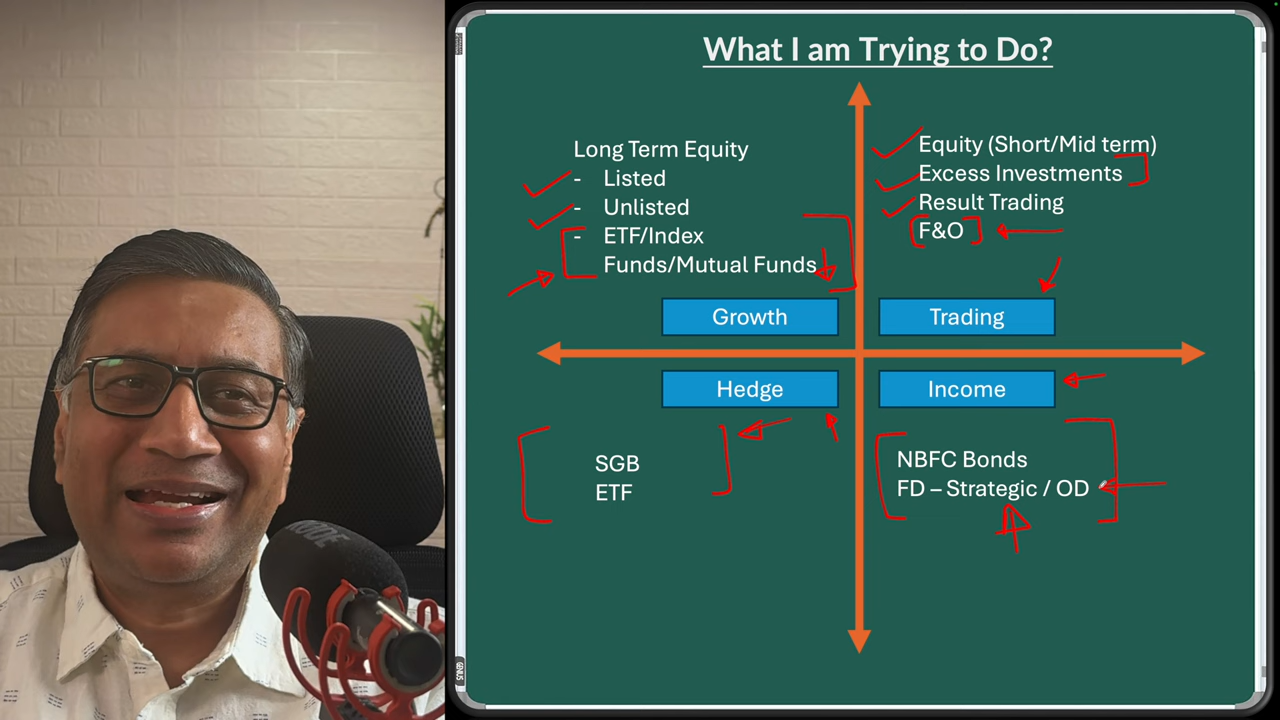 What I am Trying to Do?
Long Term Equity
- Listed
- Unlisted
- ETF/Index
Funds/Mutual Funds
Equity (Short/Mid term)
Excess Investments
Result Trading
F&O
Growth
Trading
Hedge
Income
SGB
ETF
NBFC Bonds
FD – Strategic / OD
GENIUS